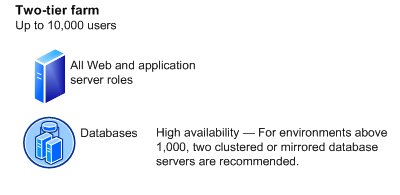 Two-tier farm
Up to 10,000 users
All Web and application
server roles
Databases
High availability — For environments above
1,000, two clustered or mirrored database
servers are recommended.